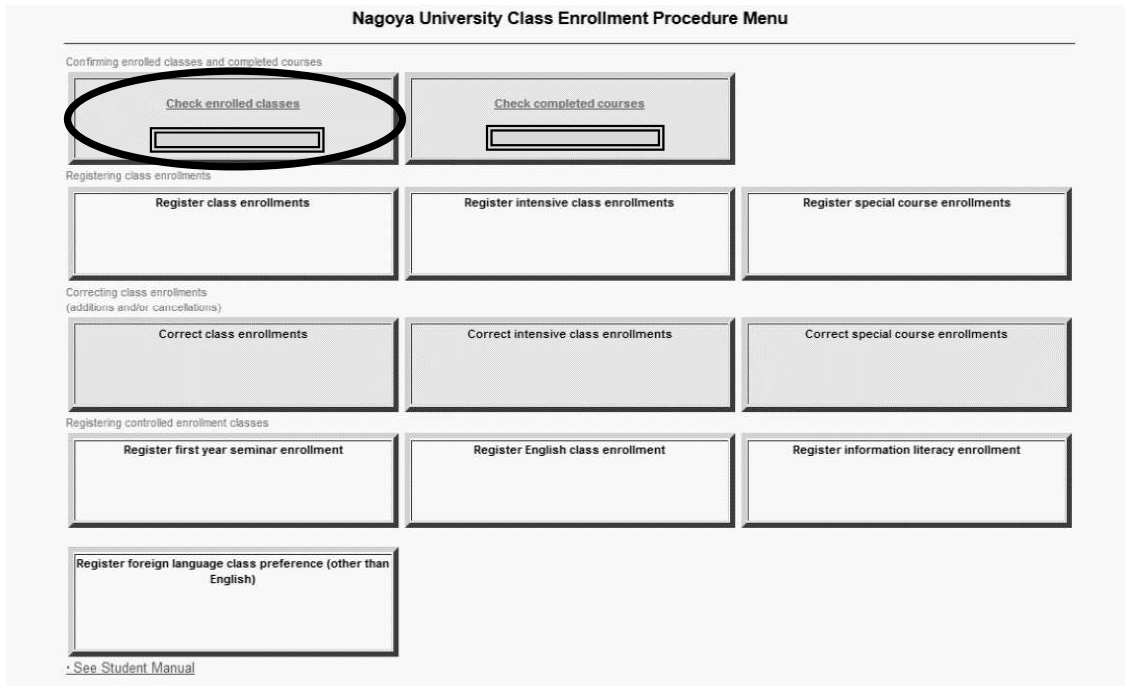 Nagoya University Class Enrollment Procedure Menu
Confirming enrolled classes and completed courses
Check enrolled classes
Check completed courses
Registering class enrollments
Register class enrollments
Register intensive class enrollments
Register special course enrollments
Correcting class enrollments
(additions and/or cancellations)
Correct class enrollments
Correct intensive class enrollments
Correct special course enrollments
Registering controlled enrollment classes
Register first year seminar enrollment
Register English class enrollment
Register information literacy enrollment
Register foreign language class preference (other than
English)
· See Student Manual